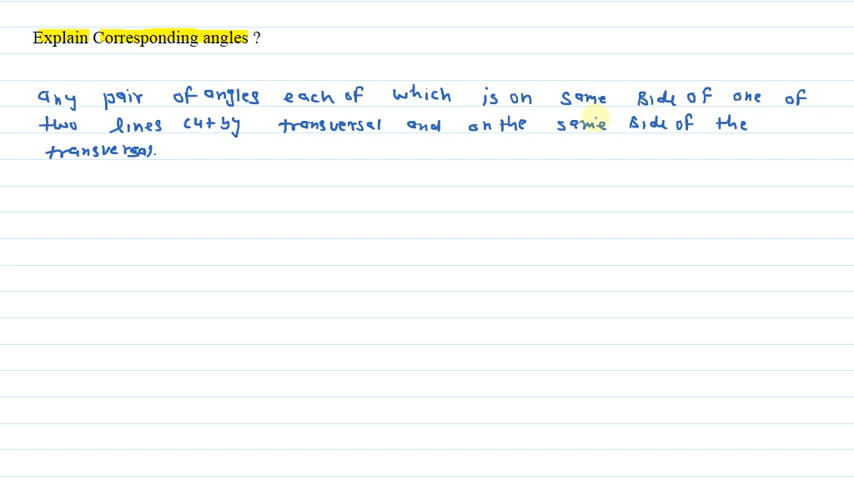 Explain Corresponding angles ?
any pair of angles each of which is on same side of one of
two lines cut by transversal and on the same side of the
transversal.